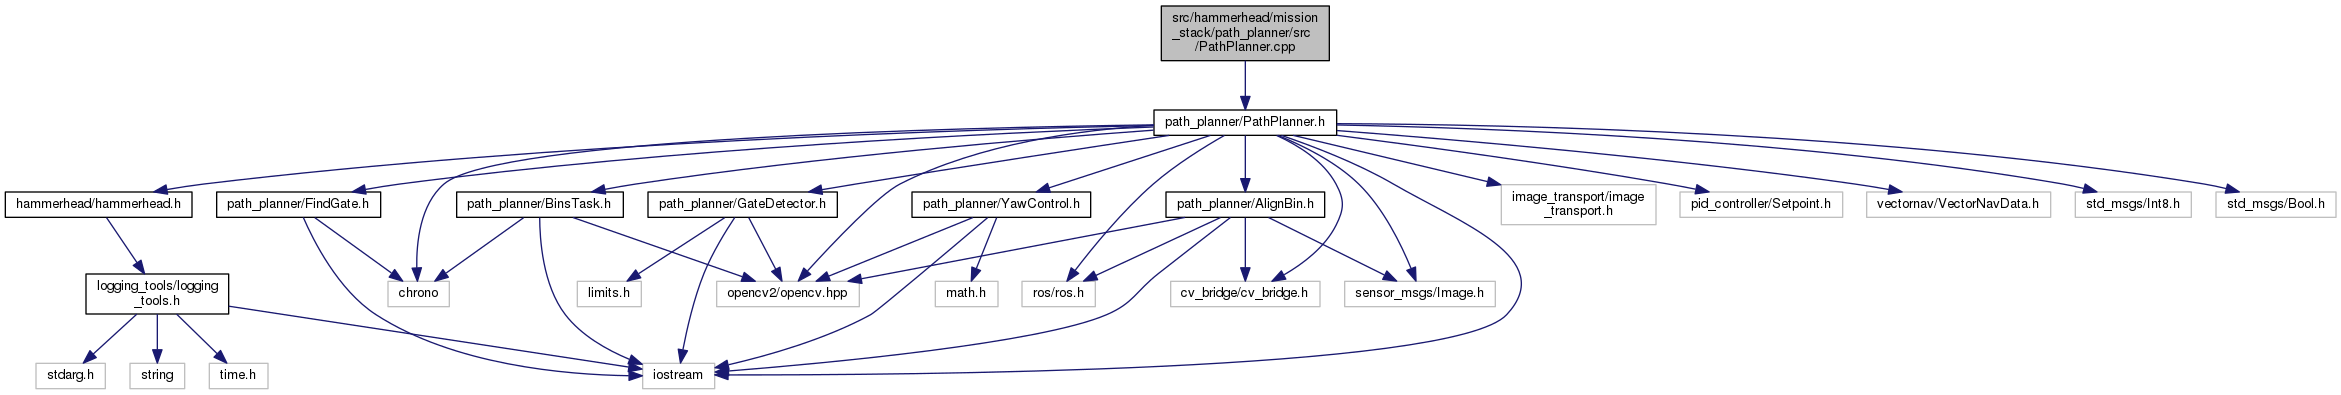 src/hammerhead/mission
_stack/path_planner/src
/PathPlanner.cpp
path_planner/PathPlanner.h
hammerhead/hammerhead.h
path_planner/FindGate.h
path_planner/BinsTask.h
path_planner/GateDetector.h
path_planner/YawControl.h
path_planner/AlignBin.h
image_transport/image
_transport.h
pid_controller/Setpoint.h
vectornav/VectorNavData.h
std_msgs/Int8.h
std_msgs/Bool.h
logging_tools/logging
_tools.h
chrono
limits.h
opencv2/opencv.hpp
math.h
ros/ros.h
cv_bridge/cv_bridge.h
sensor_msgs/Image.h
stdarg.h
string
time.h
iostream